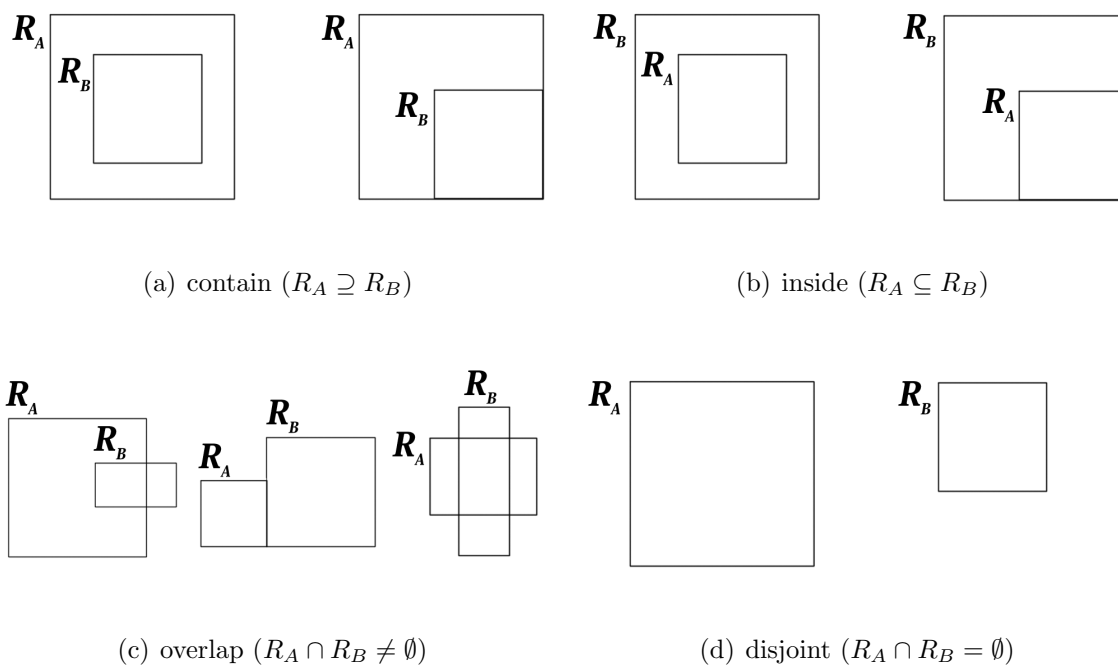 R_A R_A R_B R_B
R_B R_B R_A R_A
(a) contain (R_A ⊇ R_B)
(b) inside (R_A ⊆ R_B)
R_A R_B R_B R_A R_B
R_B R_A R_A
(c) overlap (R_A ∩ R_B ≠ ∅)
(d) disjoint (R_A ∩ R_B = ∅)